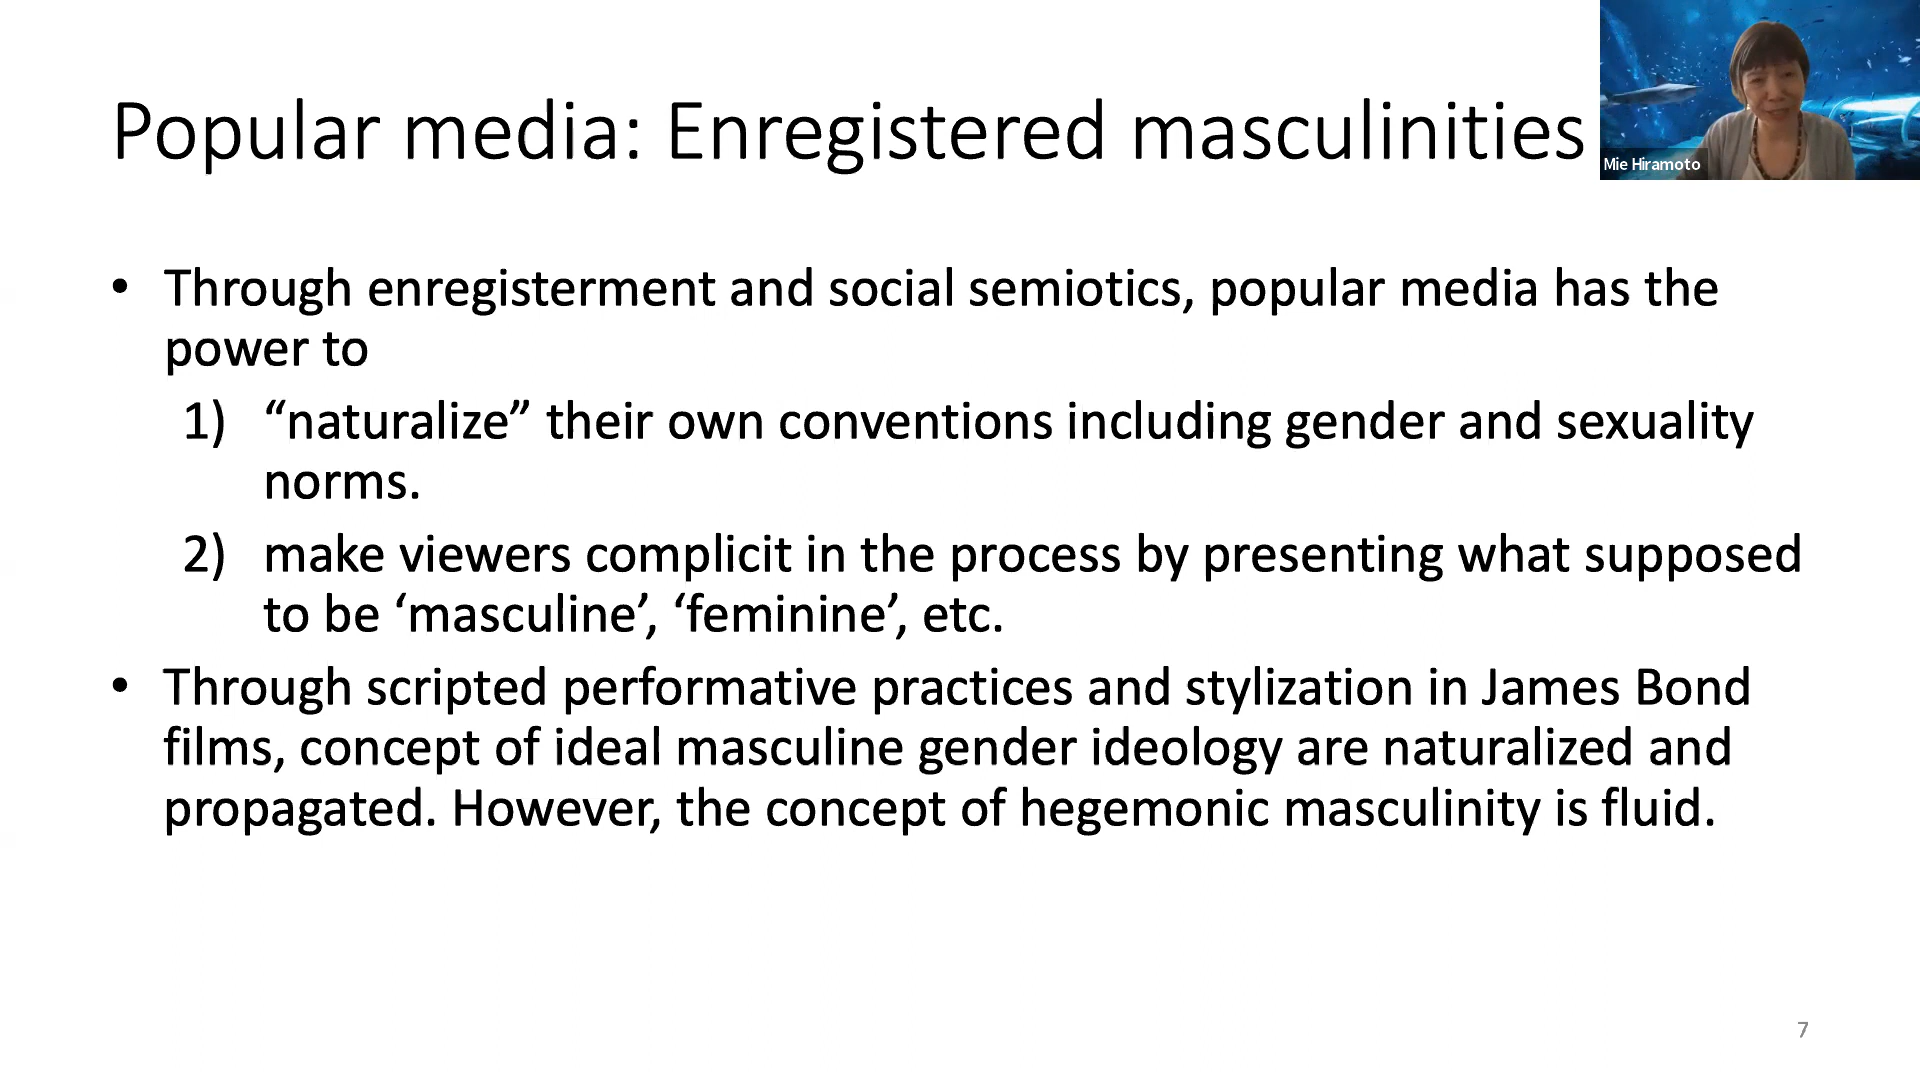 Popular media: Enregistered masculinities
Mie Hiramoto
• Through enregisterment and social semiotics, popular media has the
power to
1) “naturalize” their own conventions including gender and sexuality
norms.
2) make viewers complicit in the process by presenting what supposed
to be ‘masculine’, ‘feminine’, etc.
• Through scripted performative practices and stylization in James Bond
films, concept of ideal masculine gender ideology are naturalized and
propagated. However, the concept of hegemonic masculinity is fluid.
7